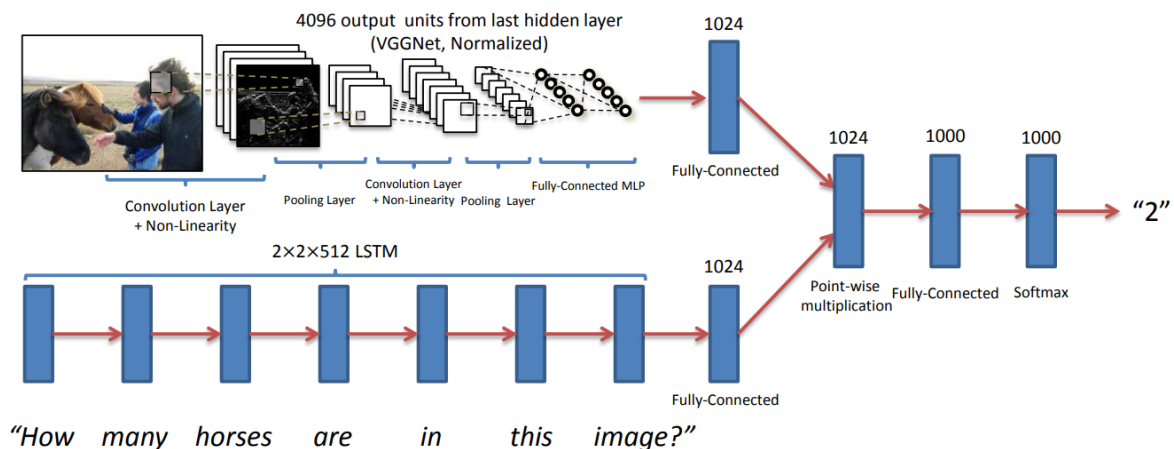 4096 output units from last hidden layer
(VGGNet, Normalized)
1024
Fully-Connected
Convolution Layer
+ Non-Linearity
Pooling Layer
Convolution Layer
+ Non-Linearity
Pooling Layer
Fully-Connected MLP
1024
1000
1000
Point-wise
multiplication
Fully-Connected
Softmax
“2”
2×2×512 LSTM
1024
Fully-Connected
“How many horses are in this image?”